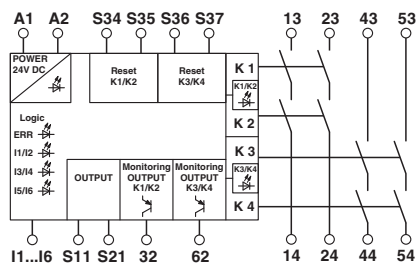 A1 A2 S34 S35 S36 S37 13 23 43 53
POWER
24V DC
Reset
K1/K2
Reset
K3/K4
K 1
K1/K2
K 2
Logic
ERR
I1/I2
I3/I4
I5/I6
K 3
K3/K4
K 4
OUTPUT
Monitoring
OUTPUT
K1/K2
Monitoring
OUTPUT
K3/K4
I1...I6 S11 S21 32 62 14 24 44 54